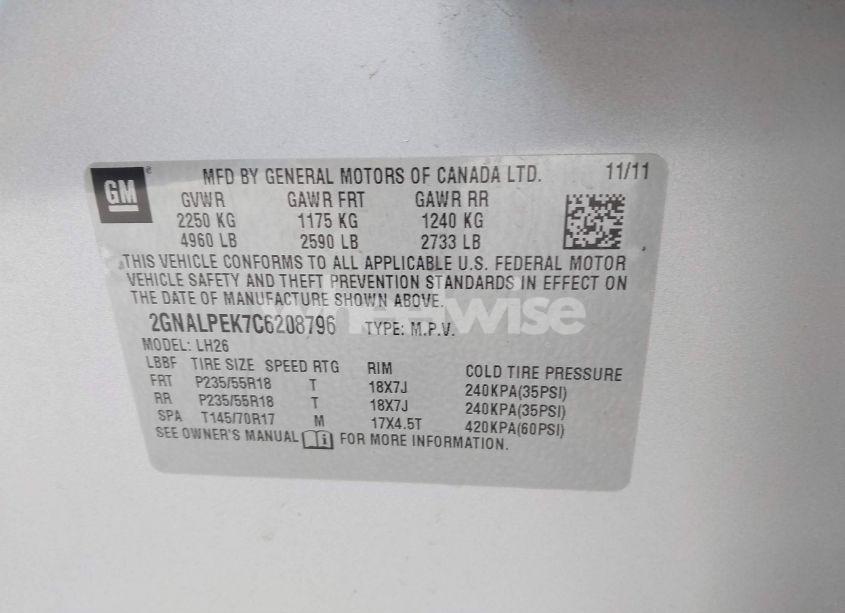 GM
MFD BY GENERAL MOTORS OF CANADA LTD. 11/11
GVWR GAWR FRT GAWR RR
2250 KG 1175 KG 1240 KG
4960 LB 2590 LB 2733 LB
THIS VEHICLE CONFORMS TO ALL APPLICABLE U.S. FEDERAL MOTOR
VEHICLE SAFETY AND THEFT PREVENTION STANDARDS IN EFFECT ON
THE DATE OF MANUFACTURE SHOWN ABOVE.
wheelwise
2GNALPEK7C6208796 TYPE: M.P.V.
MODEL: LH26
LBBF TIRE SIZE SPEED RTG RIM COLD TIRE PRESSURE
FRT P235/55R18 T 18X7J 240KPA(35PSI)
RR P235/55R18 T 18X7J 240KPA(35PSI)
SPA T145/70R17 M 17X4.5T 420KPA(60PSI)
SEE OWNER'S MANUAL i FOR MORE INFORMATION.